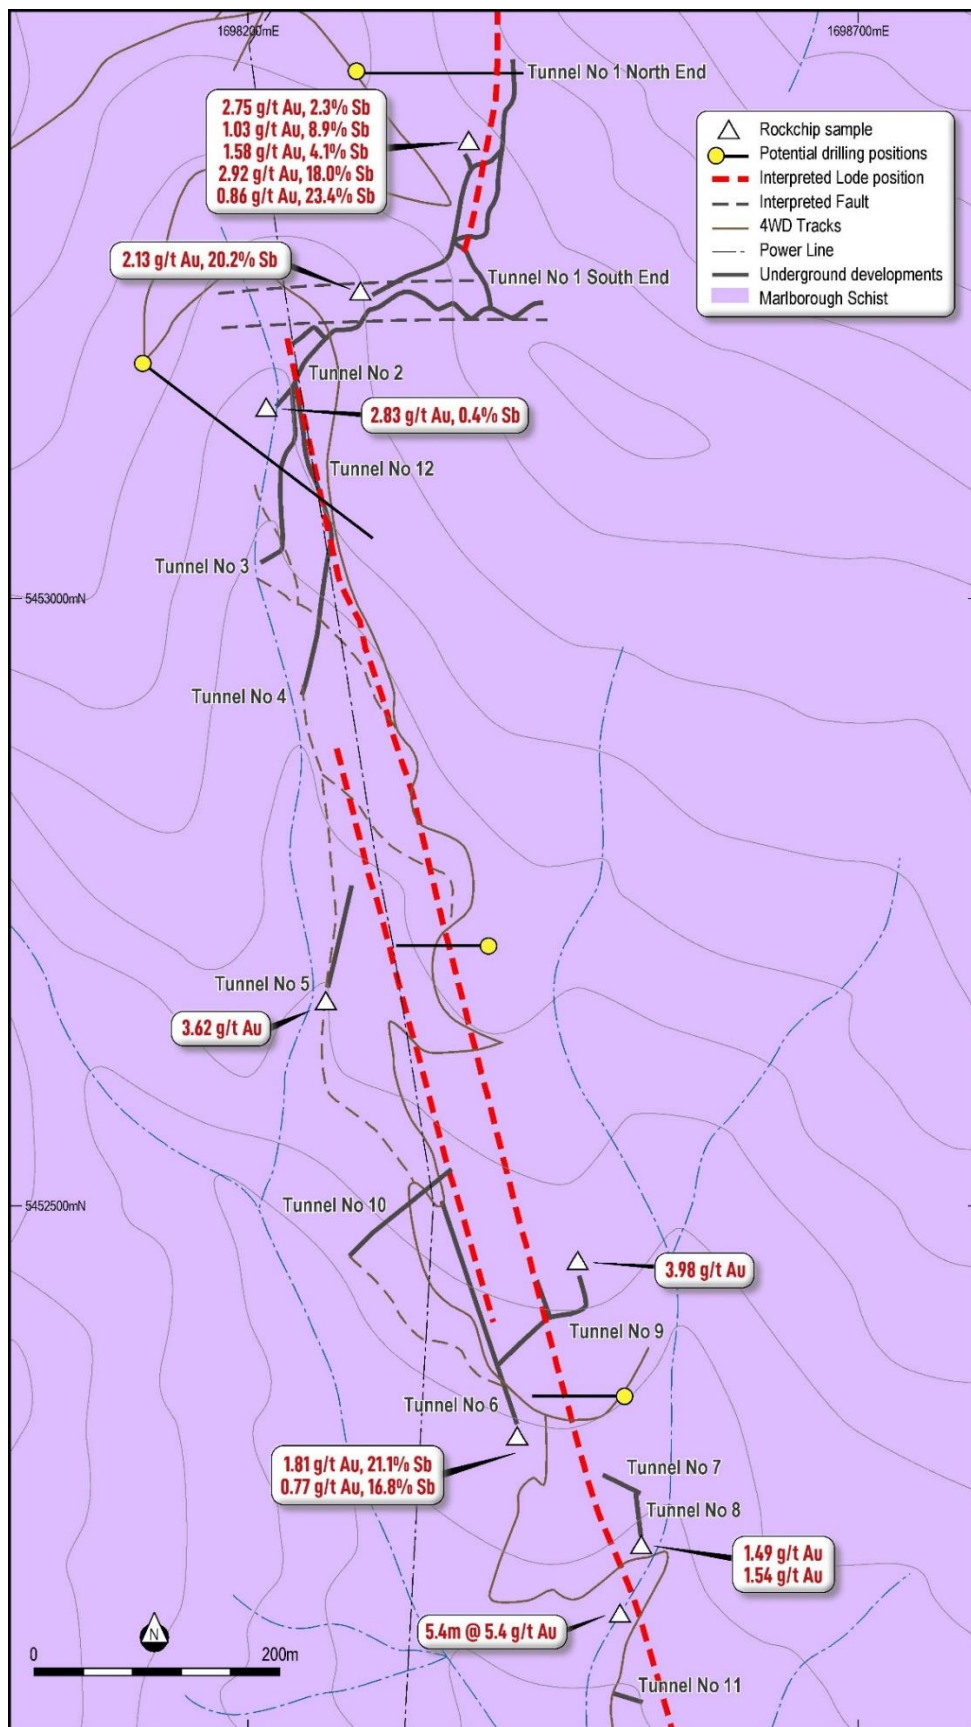 1698200mE
1698700mE
Tunnel No 1 North End
2.75 g/t Au, 2.3% Sb
1.03 g/t Au, 8.9% Sb
1.58 g/t Au, 4.1% Sb
2.92 g/t Au, 18.0% Sb
0.86 g/t Au, 23.4% Sb
Rockchip sample
Potential drilling positions
Interpreted Lode position
Interpreted Fault
4WD Tracks
Power Line
Underground developments
Marlborough Schist
2.13 g/t Au, 20.2% Sb
Tunnel No 1 South End
Tunnel No 2
2.83 g/t Au, 0.4% Sb
Tunnel No 12
Tunnel No 3
5453000mN
Tunnel No 4
Tunnel No 5
3.62 g/t Au
Tunnel No 10
5452500mN
3.98 g/t Au
Tunnel No 9
Tunnel No 6
1.81 g/t Au, 21.1% Sb
0.77 g/t Au, 16.8% Sb
Tunnel No 7
Tunnel No 8
1.49 g/t Au
1.54 g/t Au
5.4m @ 5.4 g/t Au
N
0
200m
Tunnel No 11